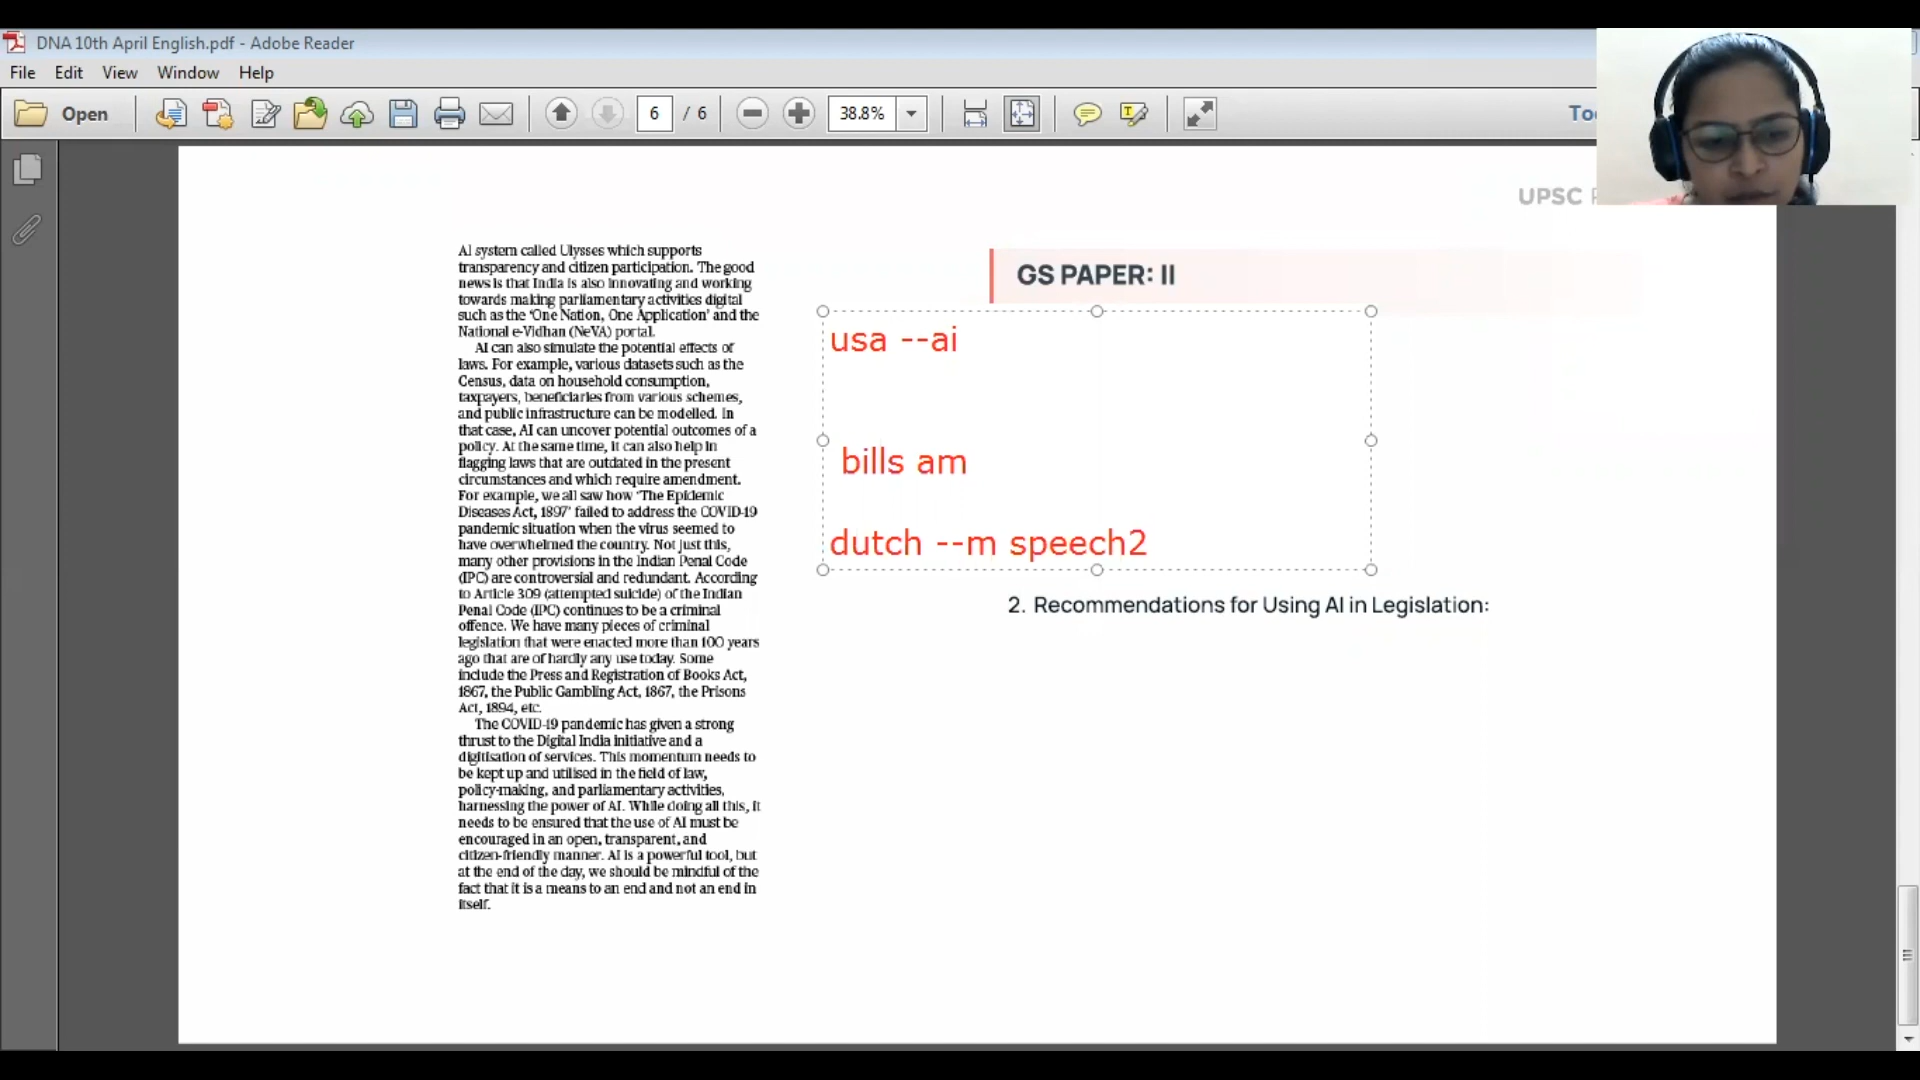 DNA 10th April English.pdf - Adobe Reader
File Edit View Window Help
Open
6 / 6
38.8%
UPSC
AI system called Ulysses which supports
transparency and citizen participation. The good
news is that India is also innovating and working
towards making parliamentary activities digital
such as the ‘One Nation, One Application’ and the
National e-Vidhan (NeVA) portal.
AI can also simulate the potential effects of
laws. For example, various datasets such as the
Census, data on household consumption,
taxpayers, beneficiaries from various schemes,
and public infrastructure can be modelled. In
that case, AI can uncover potential outcomes of a
policy. At the same time, it can also help in
flagging laws that are outdated in the present
circumstances and which require amendment.
For example, we all saw how ‘The Epidemic
Diseases Act, 1897’ failed to address the COVID-19
pandemic situation when the virus seemed to
have overwhelmed the country. Not just this,
many other provisions in the Indian Penal Code
(IPC) are controversial and redundant. According
to Article 309 (attempted suicide) of the Indian
Penal Code (IPC) continues to be a criminal
offence. We have many pieces of criminal
legislation that were enacted more than 100 years
ago that are of hardly any use today. Some
include the Press and Registration of Books Act,
1867, the Public Gambling Act, 1867, the Prisons
Act, 1894, etc.
The COVID-19 pandemic has given a strong
thrust to the Digital India initiative and a
digitisation of services. This momentum needs to
be kept up and utilised in the field of law,
policy-making, and parliamentary activities,
harnessing the power of AI. While doing all this, it
needs to be ensured that the use of AI must be
encouraged in an open, transparent, and
citizen-friendly manner. AI is a powerful tool, but
at the end of the day, we should be mindful of the
fact that it is a means to an end and not an end in
itself.
GS PAPER: II
usa --ai
bills am
dutch --m speech2
2. Recommendations for Using AI in Legislation: